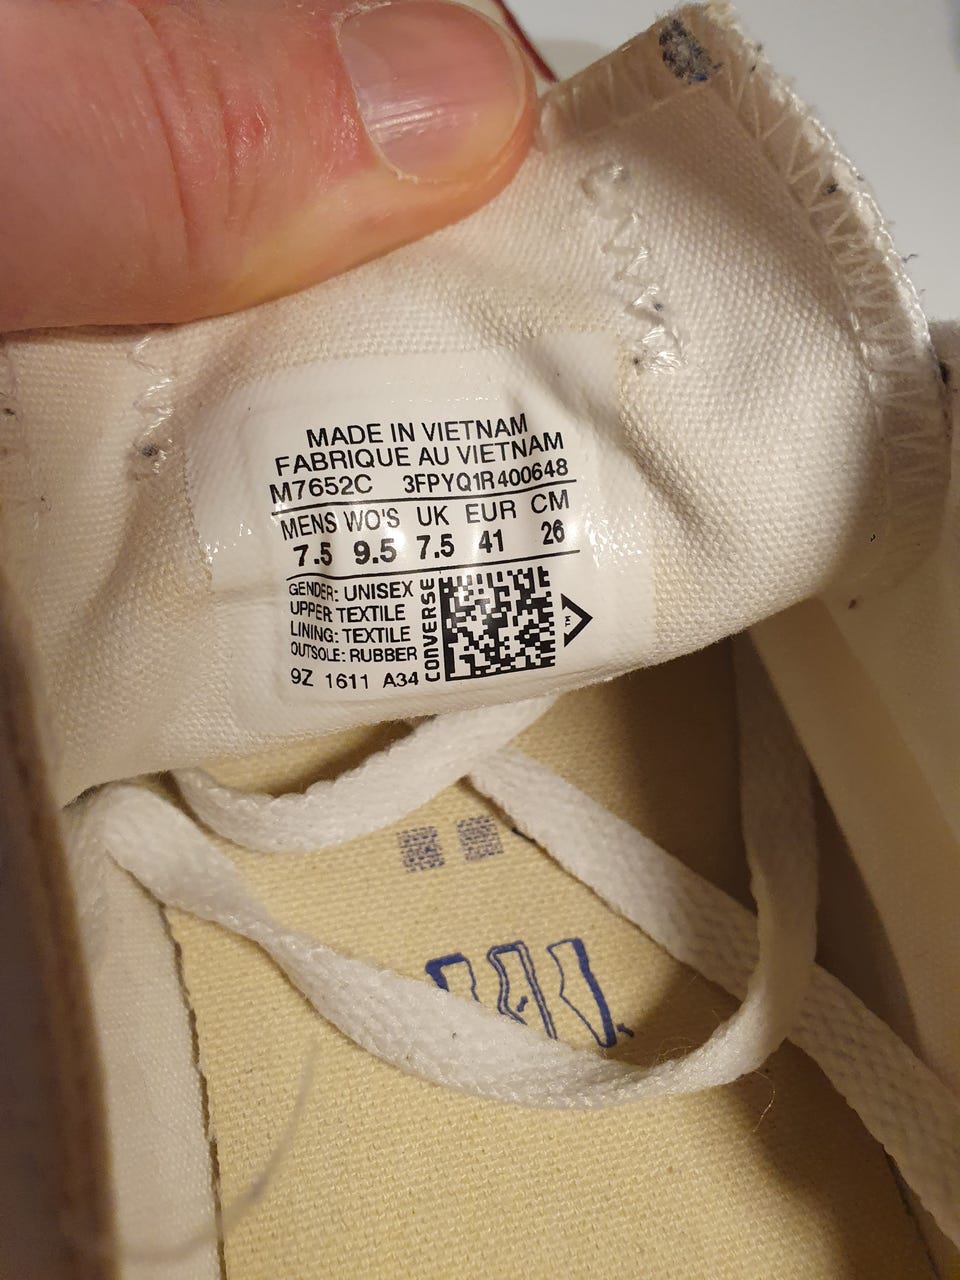 MADE IN VIETNAM
FABRIQUE AU VIETNAM
M7652C 3FPYQ1R400648
MENS WO'S UK EUR CM
7.5 9.5 7.5 41 26
GENDER: UNISEX
UPPER: TEXTILE
LINING: TEXTILE
OUTSOLE: RUBBER
9Z 1611 A34
CONVERSE
TM